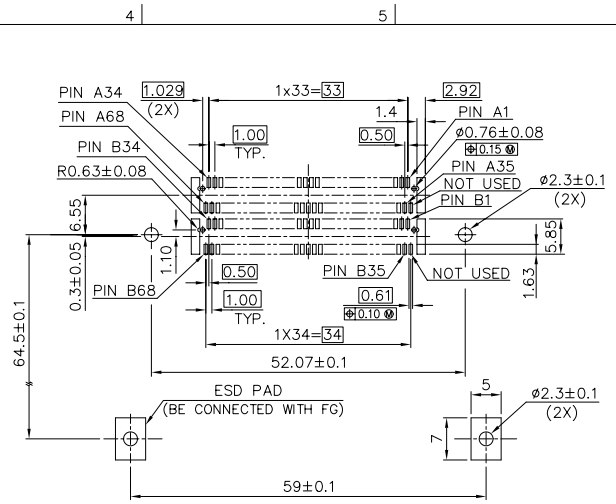 4
5
PIN A34
1.029
(2X)
1x33=33
2.92
PIN A68
1.4
PIN A1
1.00
TYP.
0.50
ø0.76±0.08
PIN B34
⌖ 0.15 Ⓜ
R0.63±0.08
PIN A35
NOT USED
ø2.3±0.1
(2X)
PIN B1
6.55
0.3±0.05
1.10
5.85
1.63
PIN B68
0.50
PIN B35
NOT USED
1.00
TYP.
0.61
⌖ 0.10 Ⓜ
1X34=34
64.5±0.1
52.07±0.1
ESD PAD
(BE CONNECTED WITH FG)
5
ø2.3±0.1
(2X)
7
59±0.1